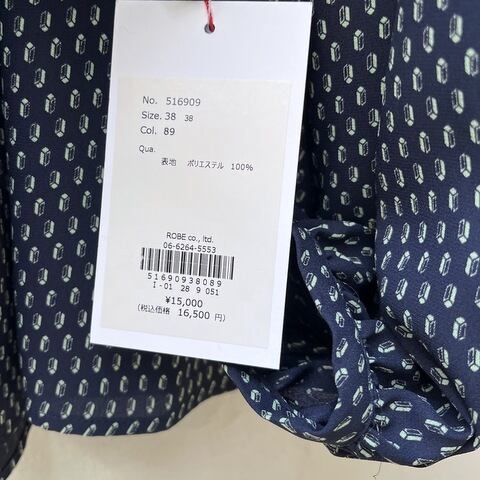 No. 516909
Size. 38 38
Col. 89
Qua.
表地 ポリエステル 100%
ROBE co., ltd.
06-6264-5553
51690938089
I-01 28 9 051
¥15,000
(税込価格 16,500 円)